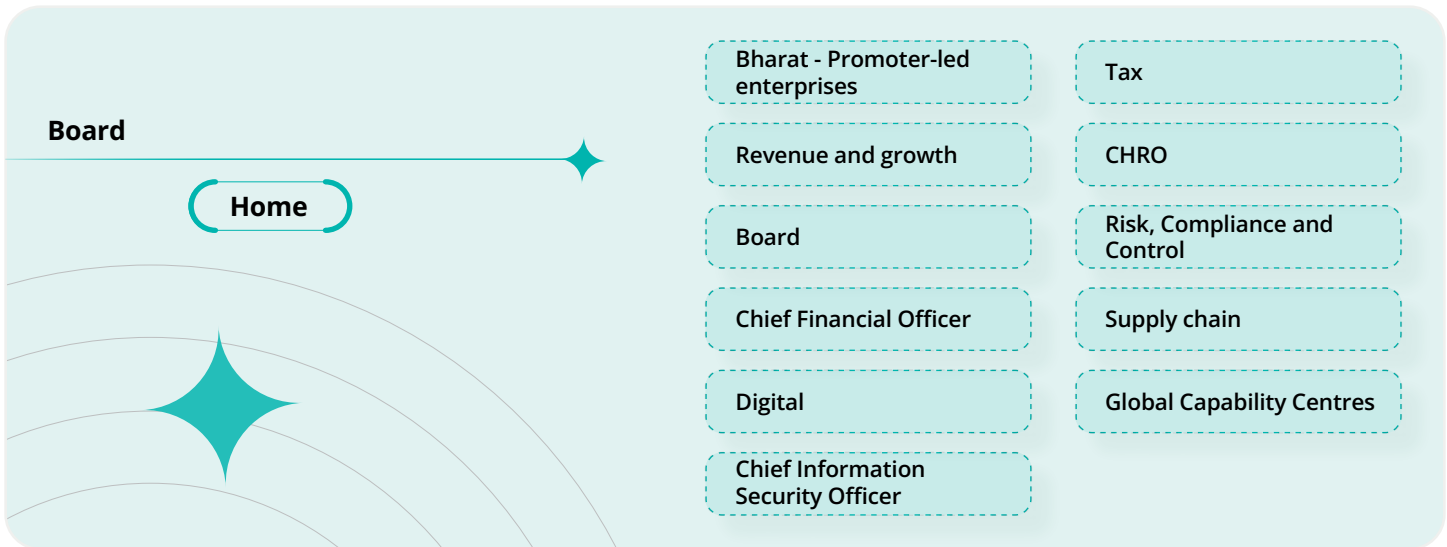 Board
Home
Bharat - Promoter-led
enterprises
Revenue and growth
Board
Chief Financial Officer
Digital
Chief Information
Security Officer
Tax
CHRO
Risk, Compliance and
Control
Supply chain
Global Capability Centres